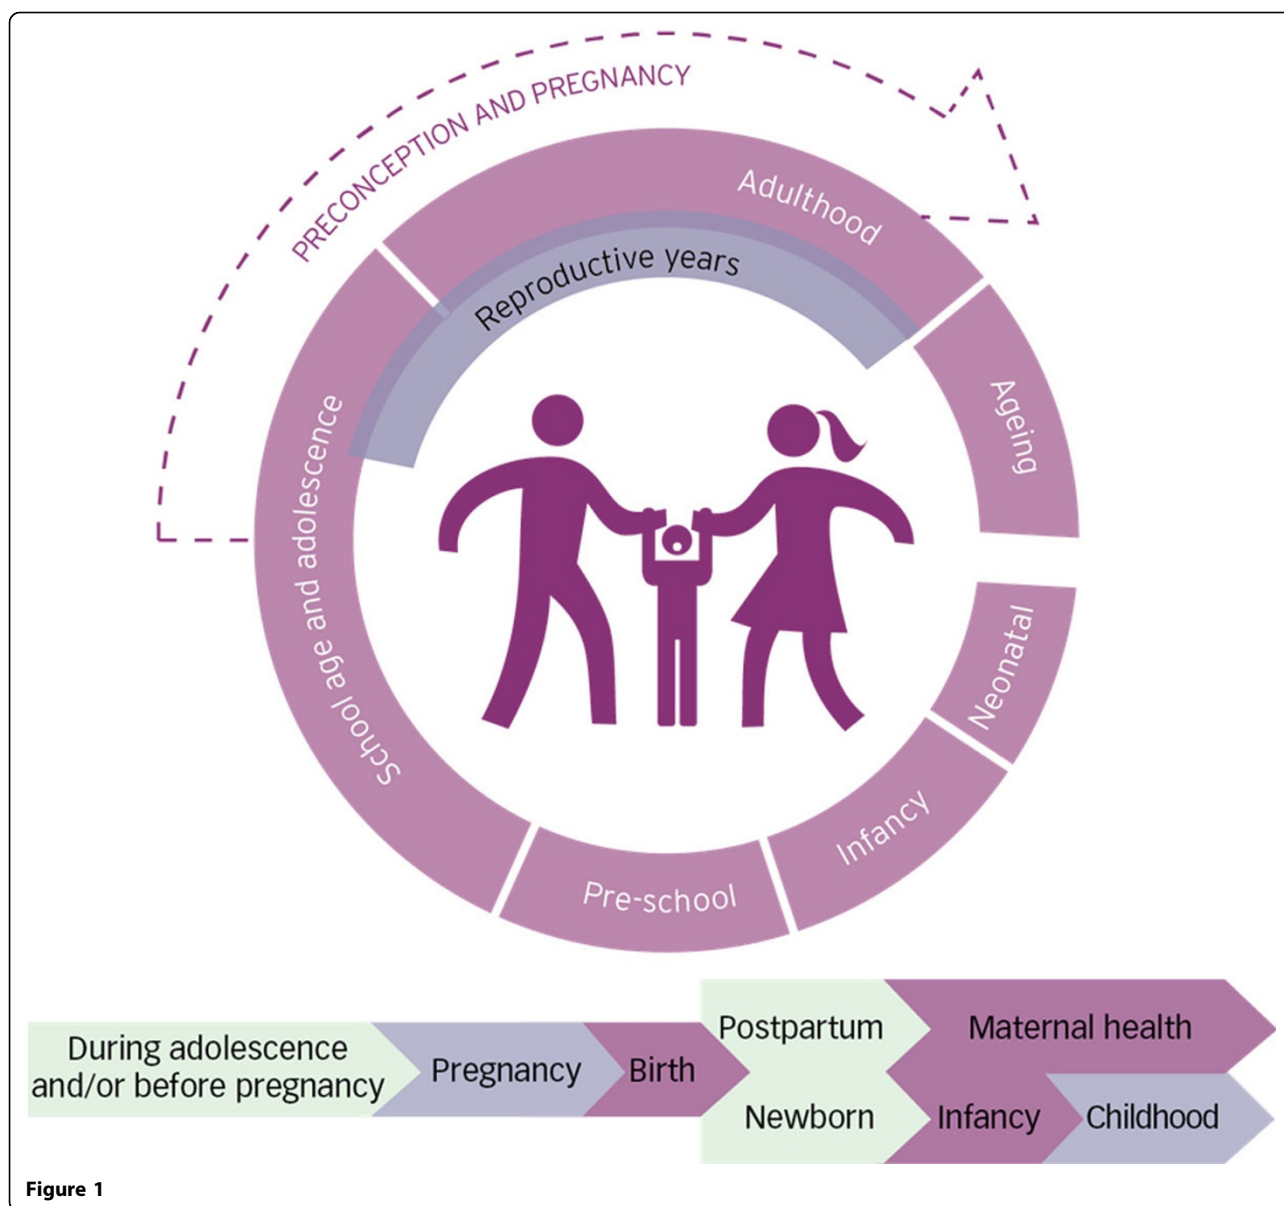 PRECONCEPTION AND PREGNANCY
Adulthood
Reproductive years
Ageing
School age and adolescence
Neonatal
Infancy
Pre-school
During adolescence
and/or before pregnancy
Pregnancy
Birth
Postpartum
Maternal health
Newborn
Infancy
Childhood
Figure 1